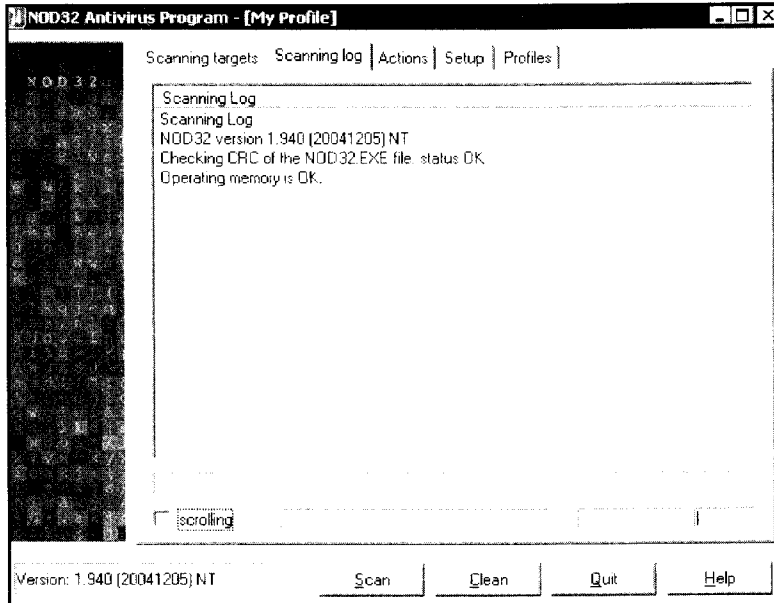 NOD32 Antivirus Program - [My Profile]
NOD32
Scanning targets Scanning log Actions Setup Profiles
Scanning Log
Scanning Log
NOD32 version 1.940 (20041205) NT
Checking CRC of the NOD32.EXE file. status OK
Operating memory is OK.
scrolling
Version: 1.940 (20041205) NT Scan Clean Quit Help